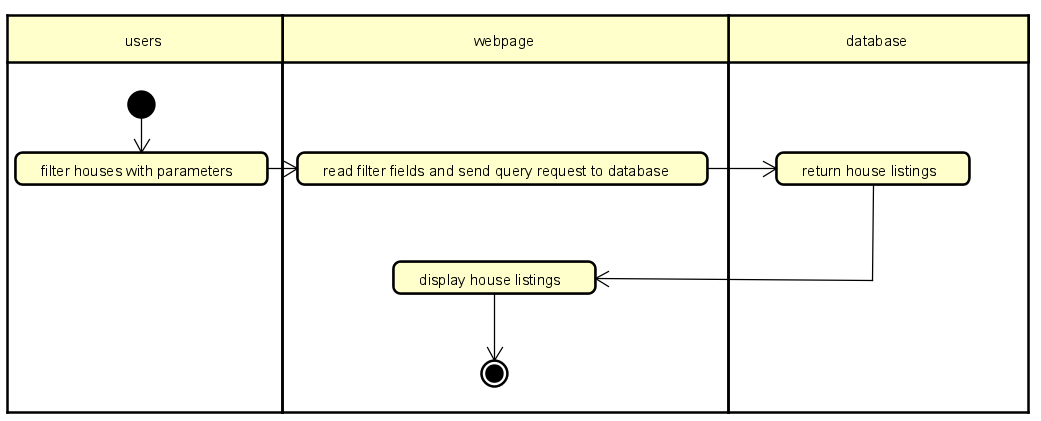 users
webpage
database
filter houses with parameters
read filter fields and send query request to database
return house listings
display house listings